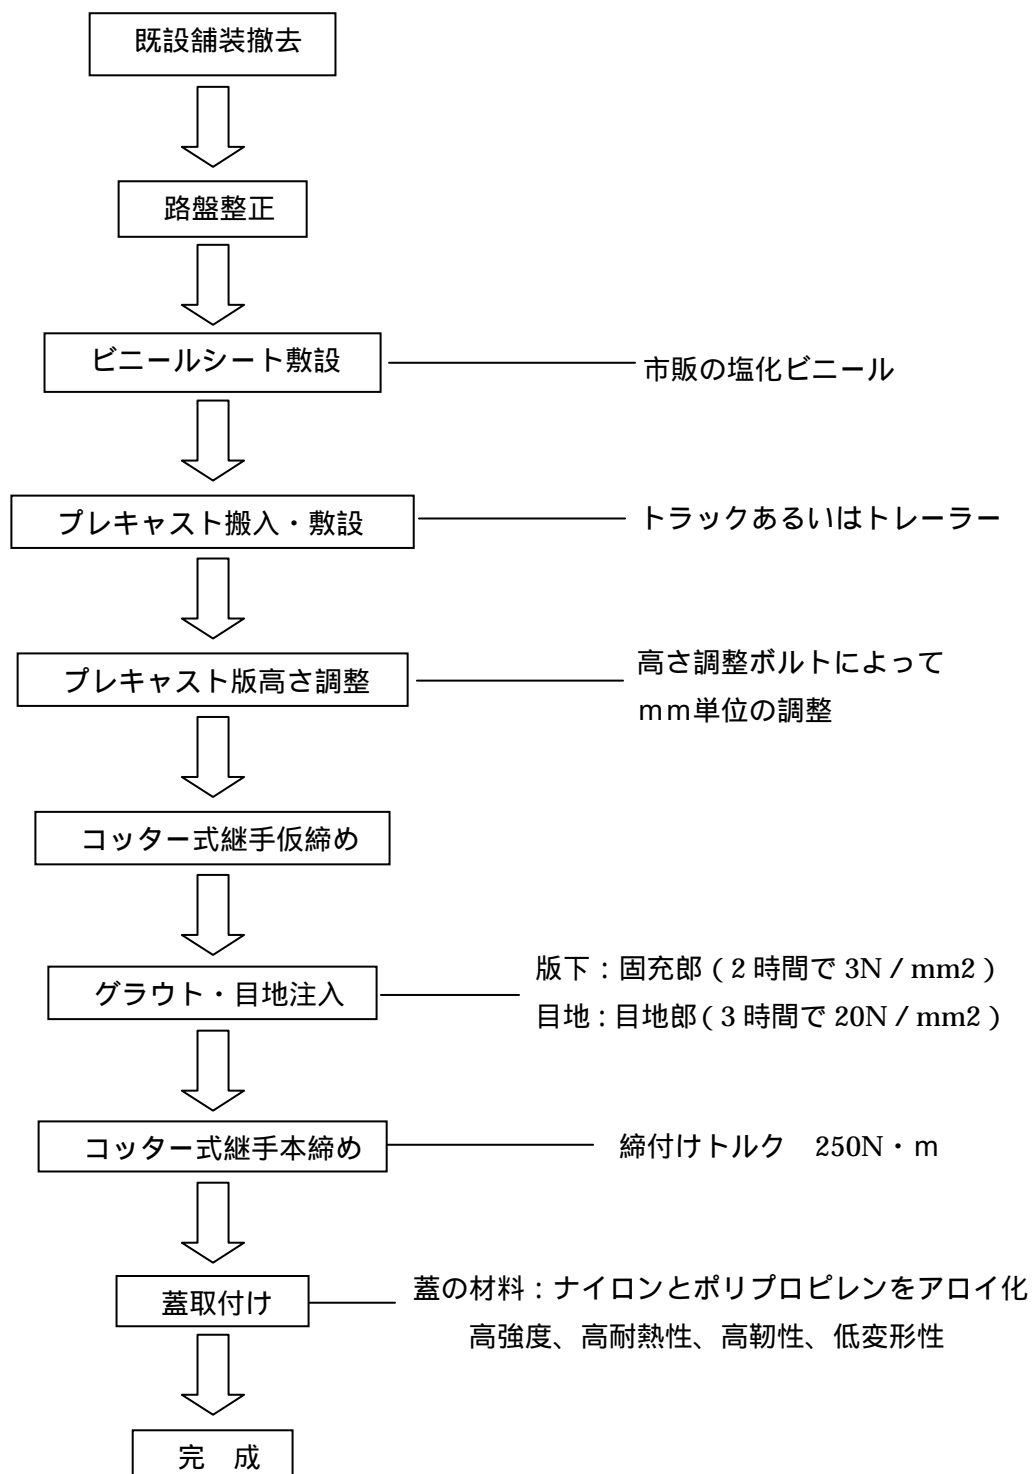 既設舗装撤去
路盤整正
ビニールシート敷設
市販の塩化ビニール
プレキャスト搬入・敷設
トラックあるいはトレーラー
プレキャスト版高さ調整
高さ調整ボルトによって
ｍｍ単位の調整
コッター式継手仮締め
グラウト・目地注入
版下：固充郎（2 時間で 3N／mm2）
目地：目地郎（3 時間で 20N／mm2）
コッター式継手本締め
締付けトルク　250N・ｍ
蓋取付け
蓋の材料：ナイロンとポリプロピレンをアロイ化
高強度、高耐熱性、高靭性、低変形性
完　成